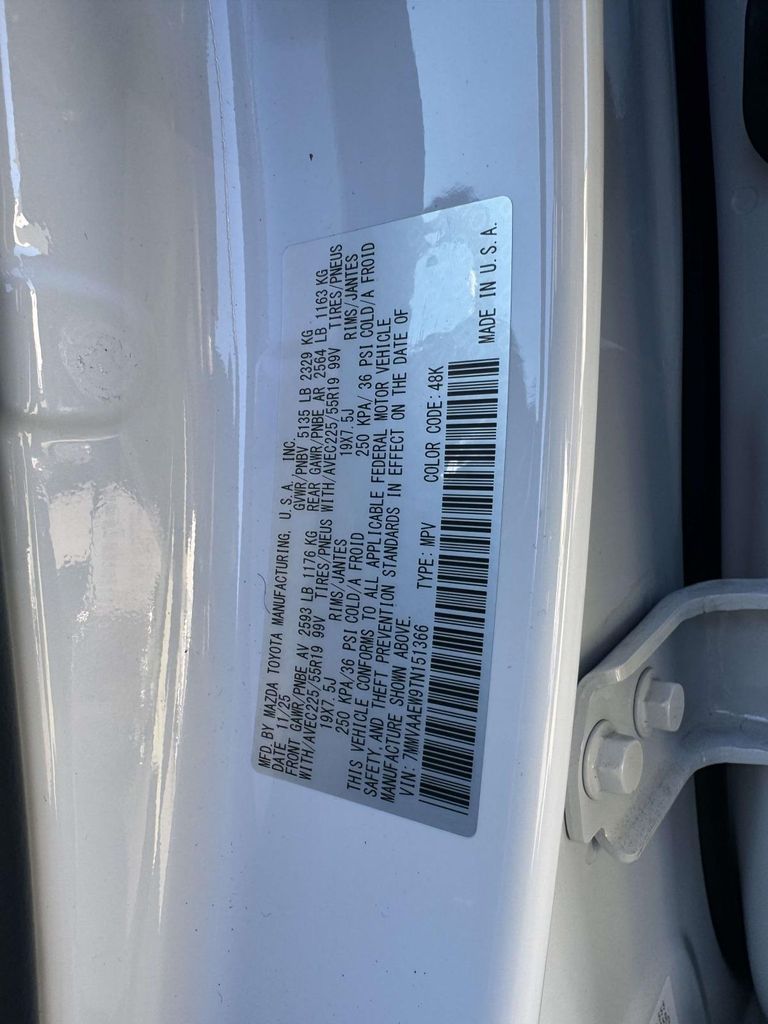 MFD. BY MAZDA TOYOTA MANUFACTURING, U. S. A., INC.
DATE 11/25 GVWR/PNBV 5135 LB 2329 KG
FRONT GAWR/PNBE AV 2593 LB 1176 KG REAR GAWR/PNBE AR 2564 LB 1163 KG
WITH/AVEC225/55R19 99V TIRES/PNEUS WITH/AVEC225/55R19 99V TIRES/PNEUS
19X7. 5J RIMS/JANTES 19X7. 5J RIMS/JANTES
250 KPA/36 PSI COLD/A FROID 250 KPA/ 36 PSI COLD/A FROID
THIS VEHICLE CONFORMS TO ALL APPLICABLE FEDERAL MOTOR VEHICLE
SAFETY, AND THEFT PREVENTION STANDARDS IN EFFECT ON THE DATE OF
MANUFACTURE SHOWN ABOVE.
VIN: 7MMVAAEN9TN151366 TYPE: MPV COLOR CODE: 48K
MADE IN U. S. A.